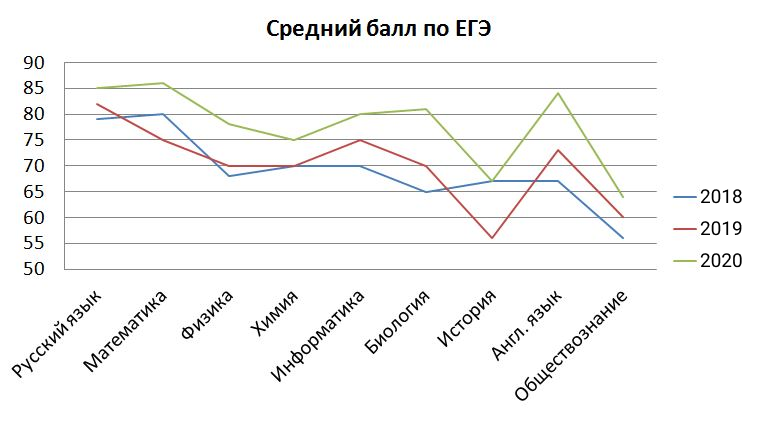 Средний балл по ЕГЭ
90
85
80
75
70
65
60
55
50
Русский язык
Математика
Физика
Химия
Информатика
Биология
История
Англ. язык
Обществознание
2018
2019
2020